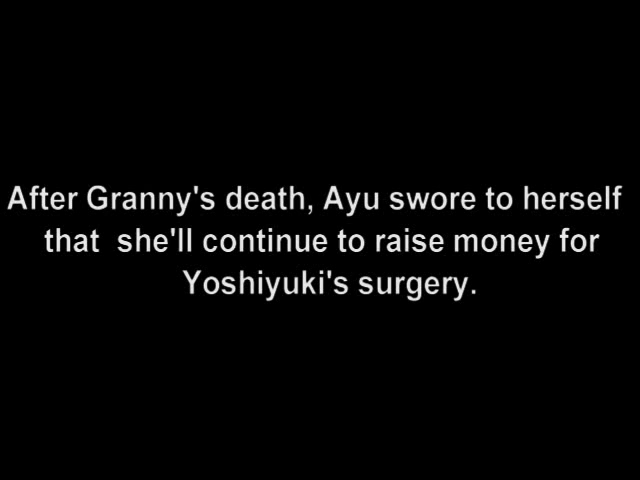 After Granny's death, Ayu swore to herself
that  she'll continue to raise money for
Yoshiyuki's surgery.